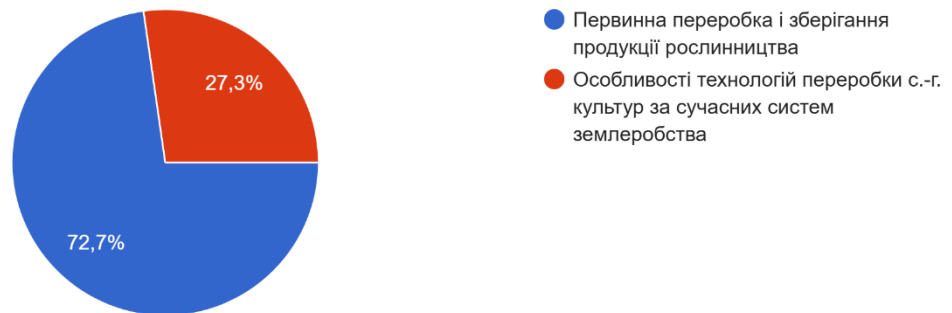 Первинна переробка і зберігання
продукції рослинництва
27,3%
Особливості технологій переробки с.-г.
культур за сучасних систем
землеробства
72,7%